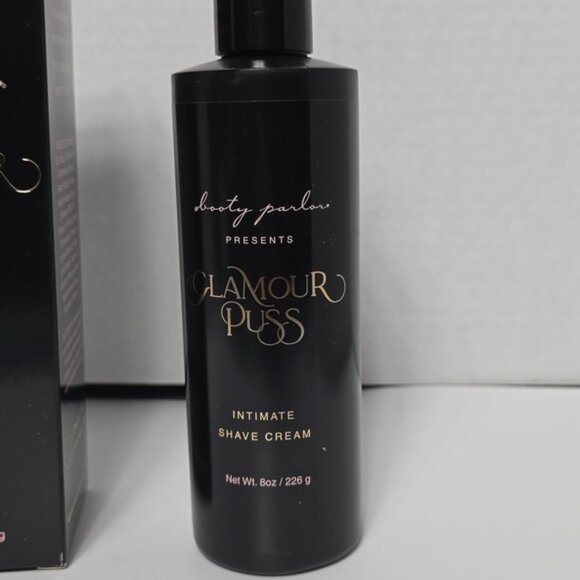 booty parlor
PRESENTS
GLAMOUR
PUSS
INTIMATE
SHAVE CREAM
Net Wt. 8oz / 226 g